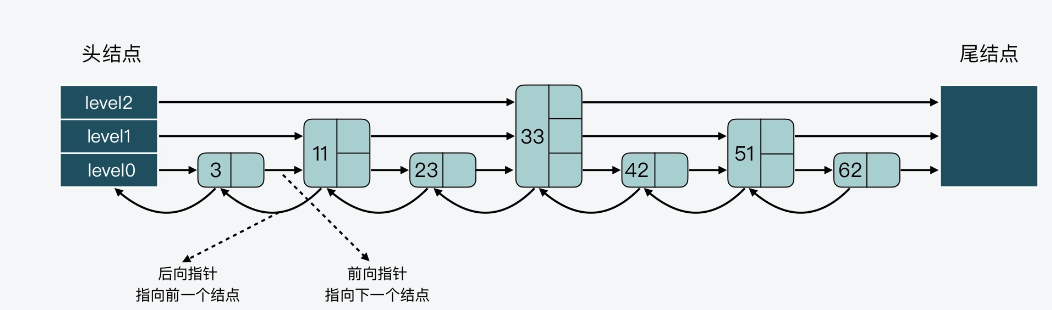 头结点
尾结点
level2
level1
level0
3
11
23
33
42
51
62
后向指针
指向前一个结点
前向指针
指向下一个结点